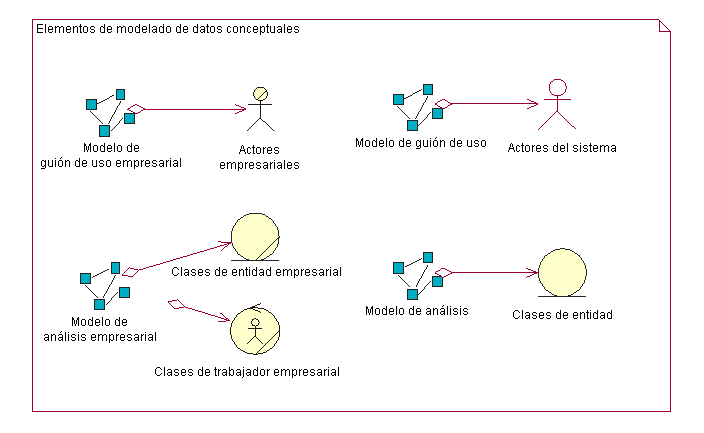 Elementos de modelado de datos conceptuales
Modelo de
guión de uso empresarial
Actores
empresariales
Modelo de guión de uso
Actores del sistema
Clases de entidad empresarial
Modelo de
análisis empresarial
Clases de trabajador empresarial
Modelo de análisis
Clases de entidad